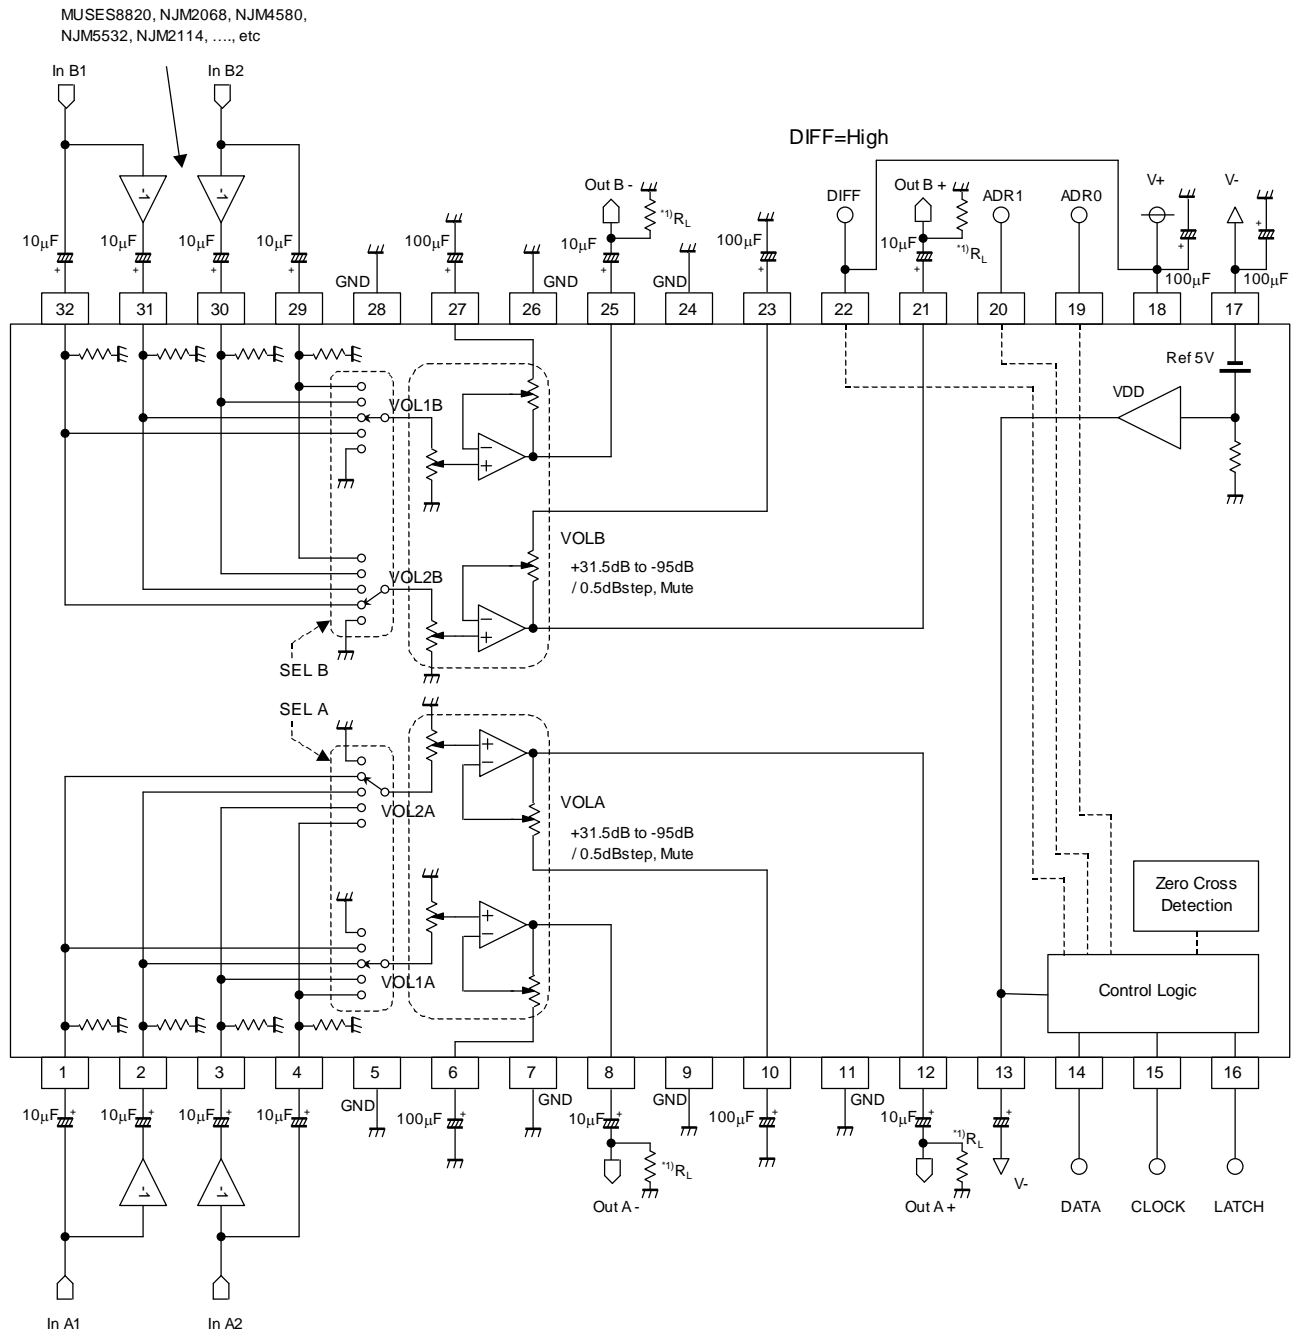 MUSES8820, NJM2068, NJM4580,
NJM5532, NJM2114, …., etc
In B1
In B2
DIFF=High
-1
-1
Out B -
*1)RL
DIFF
Out B +
*1)RL
ADR1
ADR0
V+
V-
10µF
10µF
10µF
10µF
GND
100µF
GND
10µF
GND
100µF
10µF
100µF
100µF
32
31
30
29
28
27
26
25
24
23
22
21
20
19
18
17
Ref 5V
VDD
VOL1B
VOLB
+31.5dB to -95dB
/ 0.5dBstep, Mute
VOL2B
SEL B
SEL A
VOL2A
VOLA
+31.5dB to -95dB
/ 0.5dBstep, Mute
VOL1A
Zero Cross
Detection
Control Logic
1
2
3
4
5
6
7
8
9
10
11
12
13
14
15
16
10µF
10µF
10µF
10µF
GND
100µF
GND
10µF
GND
100µF
GND
10µF
-1
-1
*1)RL
Out A -
*1)RL
Out A +
V-
DATA
CLOCK
LATCH
In A1
In A2